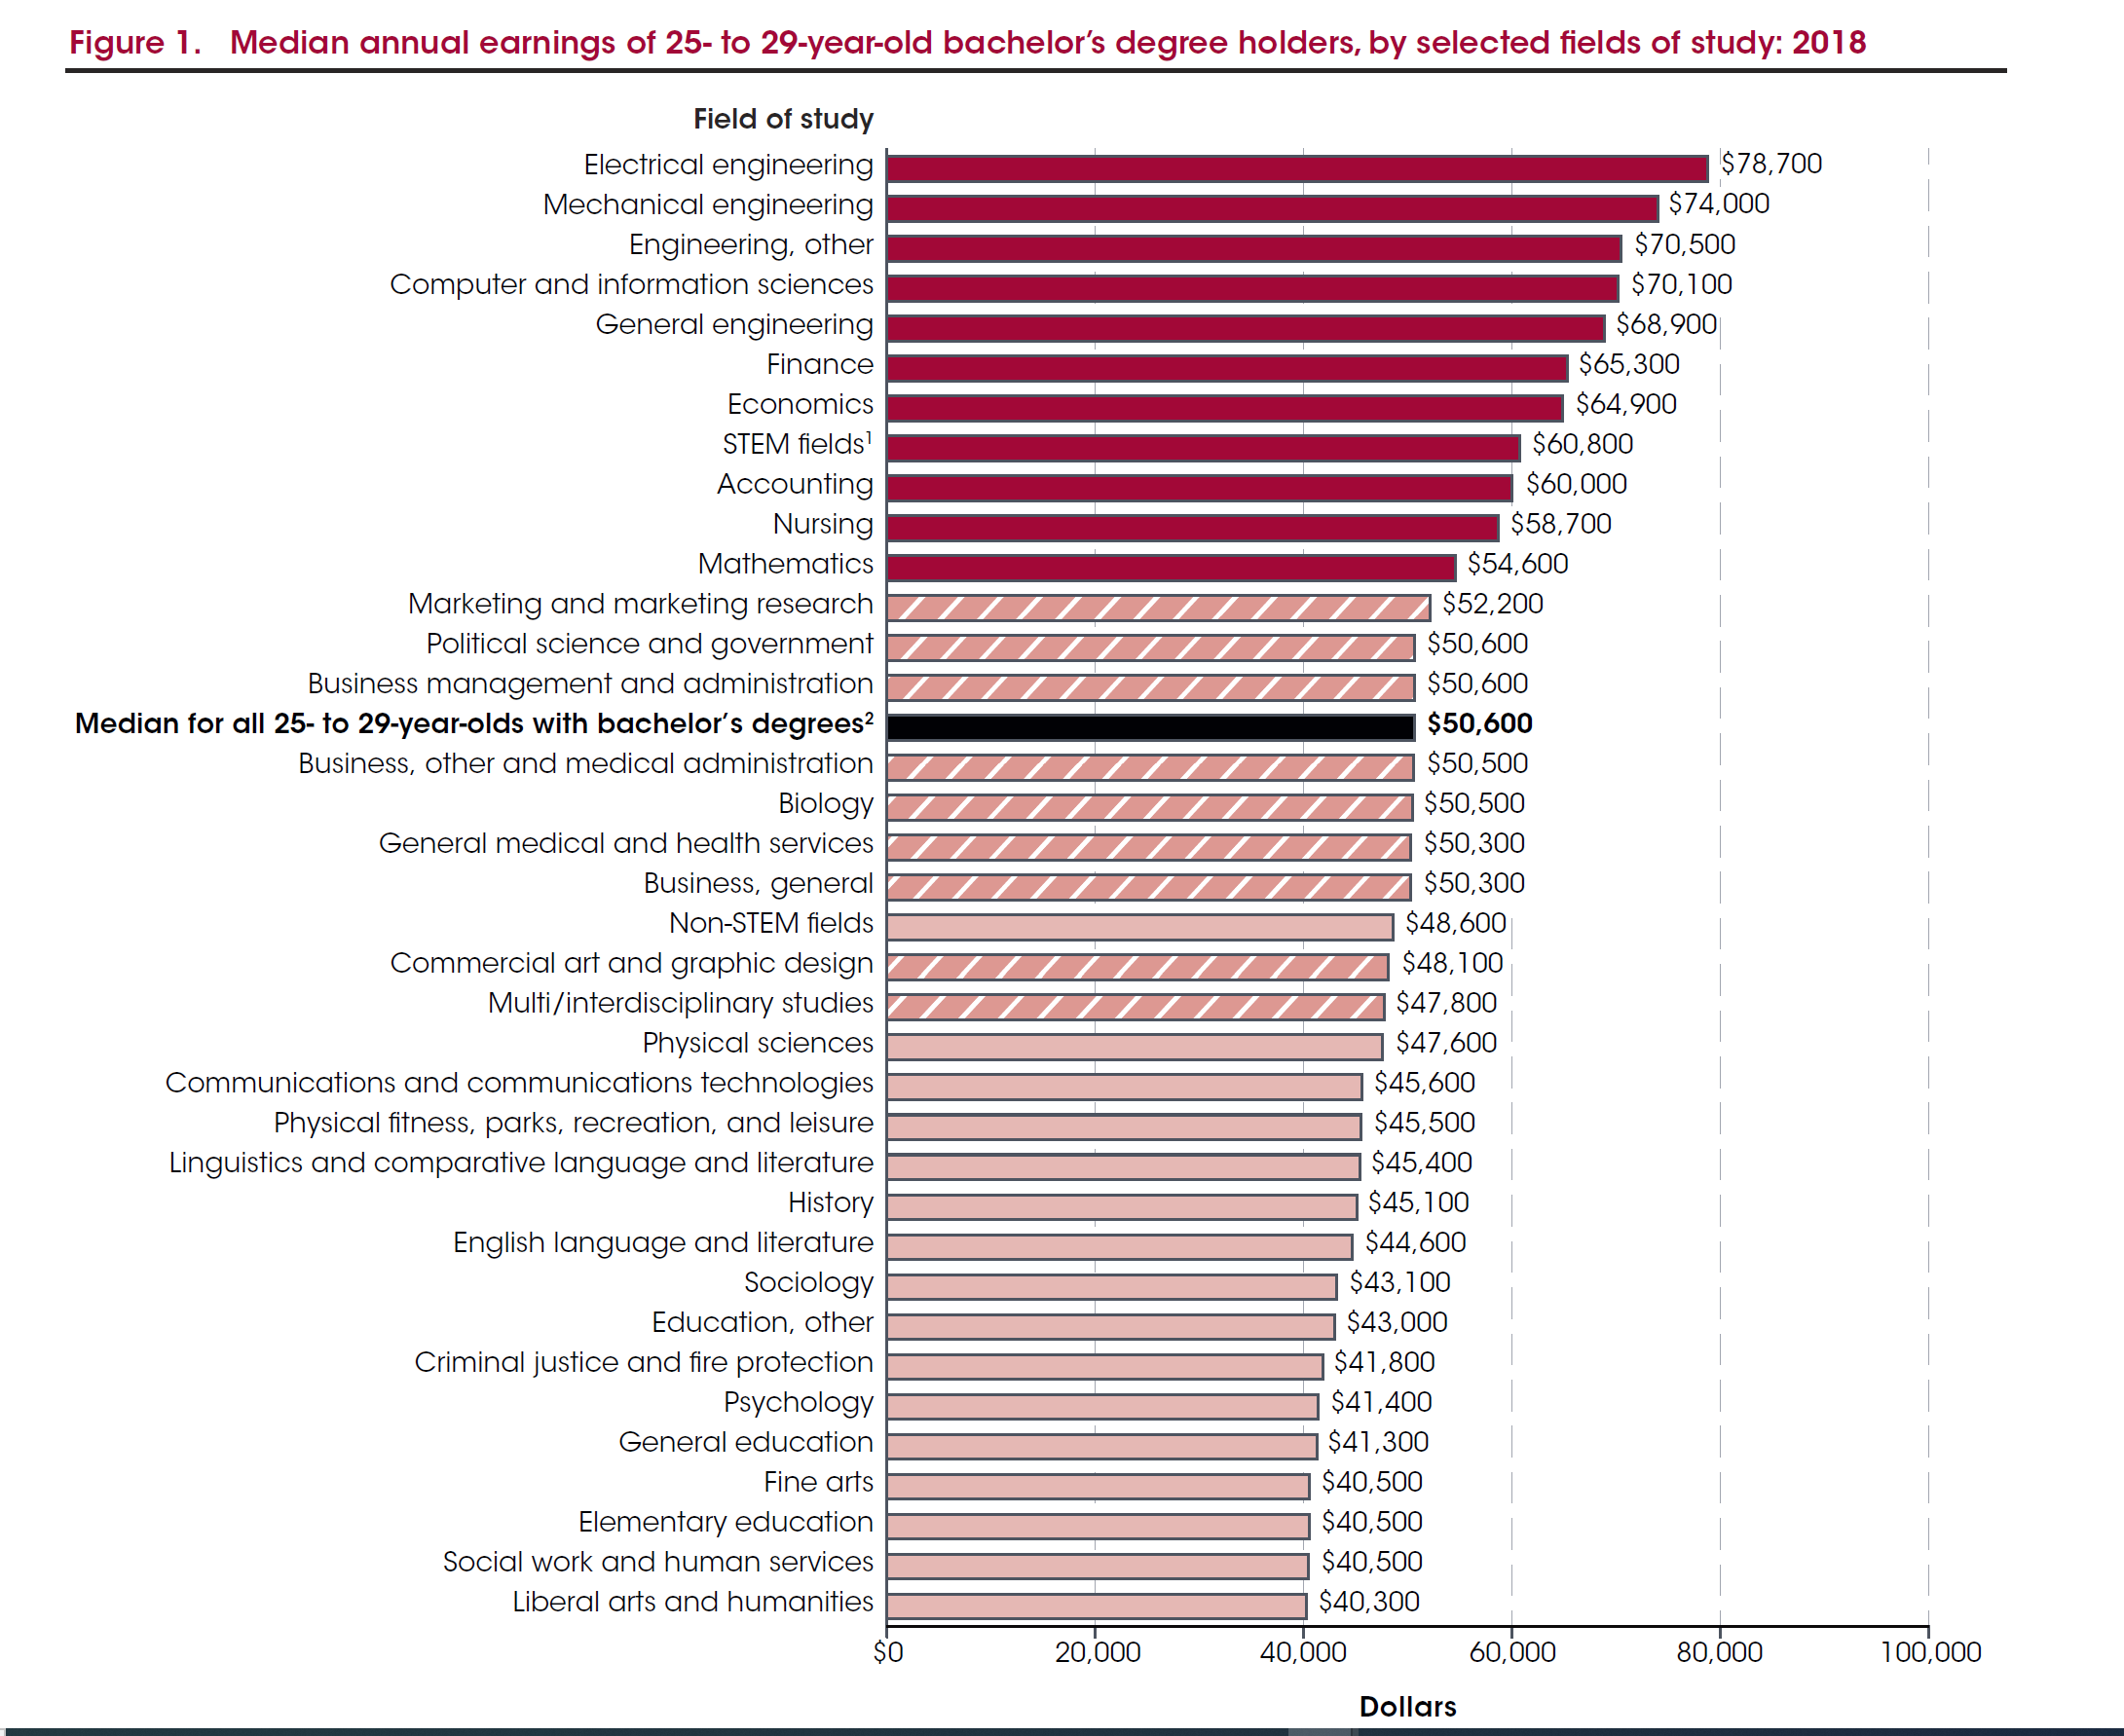 Figure 1. Median annual earnings of 25- to 29-year-old bachelor's degree holders, by selected fields of study: 2018
Field of study
Electrical engineering $78,700
Mechanical engineering $74,000
Engineering, other $70,500
Computer and information sciences $70,100
General engineering $68,900
Finance $65,300
Economics $64,900
STEM fields¹ $60,800
Accounting $60,000
Nursing $58,700
Mathematics $54,600
Marketing and marketing research $52,200
Political science and government $50,600
Business management and administration $50,600
Median for all 25- to 29-year-olds with bachelor's degrees² $50,600
Business, other and medical administration $50,500
Biology $50,500
General medical and health services $50,300
Business, general $50,300
Non-STEM fields $48,600
Commercial art and graphic design $48,100
Multi/interdisciplinary studies $47,800
Physical sciences $47,600
Communications and communications technologies $45,600
Physical fitness, parks, recreation, and leisure $45,500
Linguistics and comparative language and literature $45,400
History $45,100
English language and literature $44,600
Sociology $43,100
Education, other $43,000
Criminal justice and fire protection $41,800
Psychology $41,400
General education $41,300
Fine arts $40,500
Elementary education $40,500
Social work and human services $40,500
Liberal arts and humanities $40,300
$0 20,000 40,000 60,000 80,000 100,000
Dollars